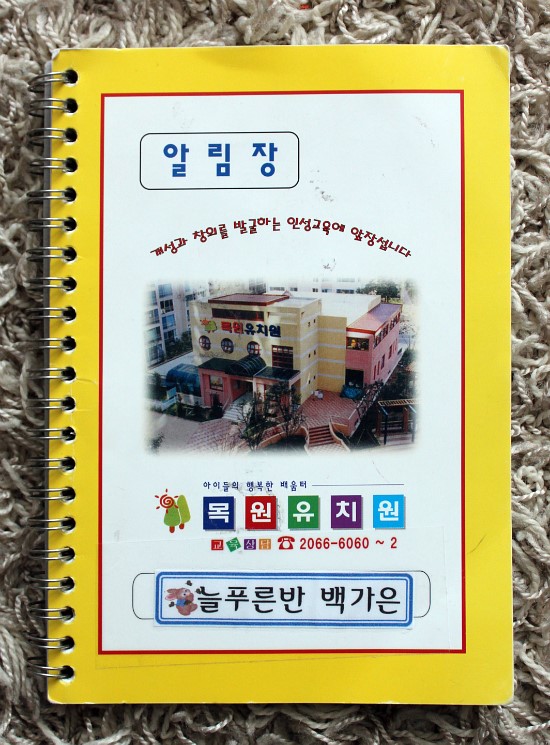 알림장
개성과 창의를 발굴하는 인성교육에 앞장섭니다
목원유치원
아이들의 행복한 배움터
목원유치원
교육상담 ☎ 2066-6060 ~ 2
늘푸른반 백가은